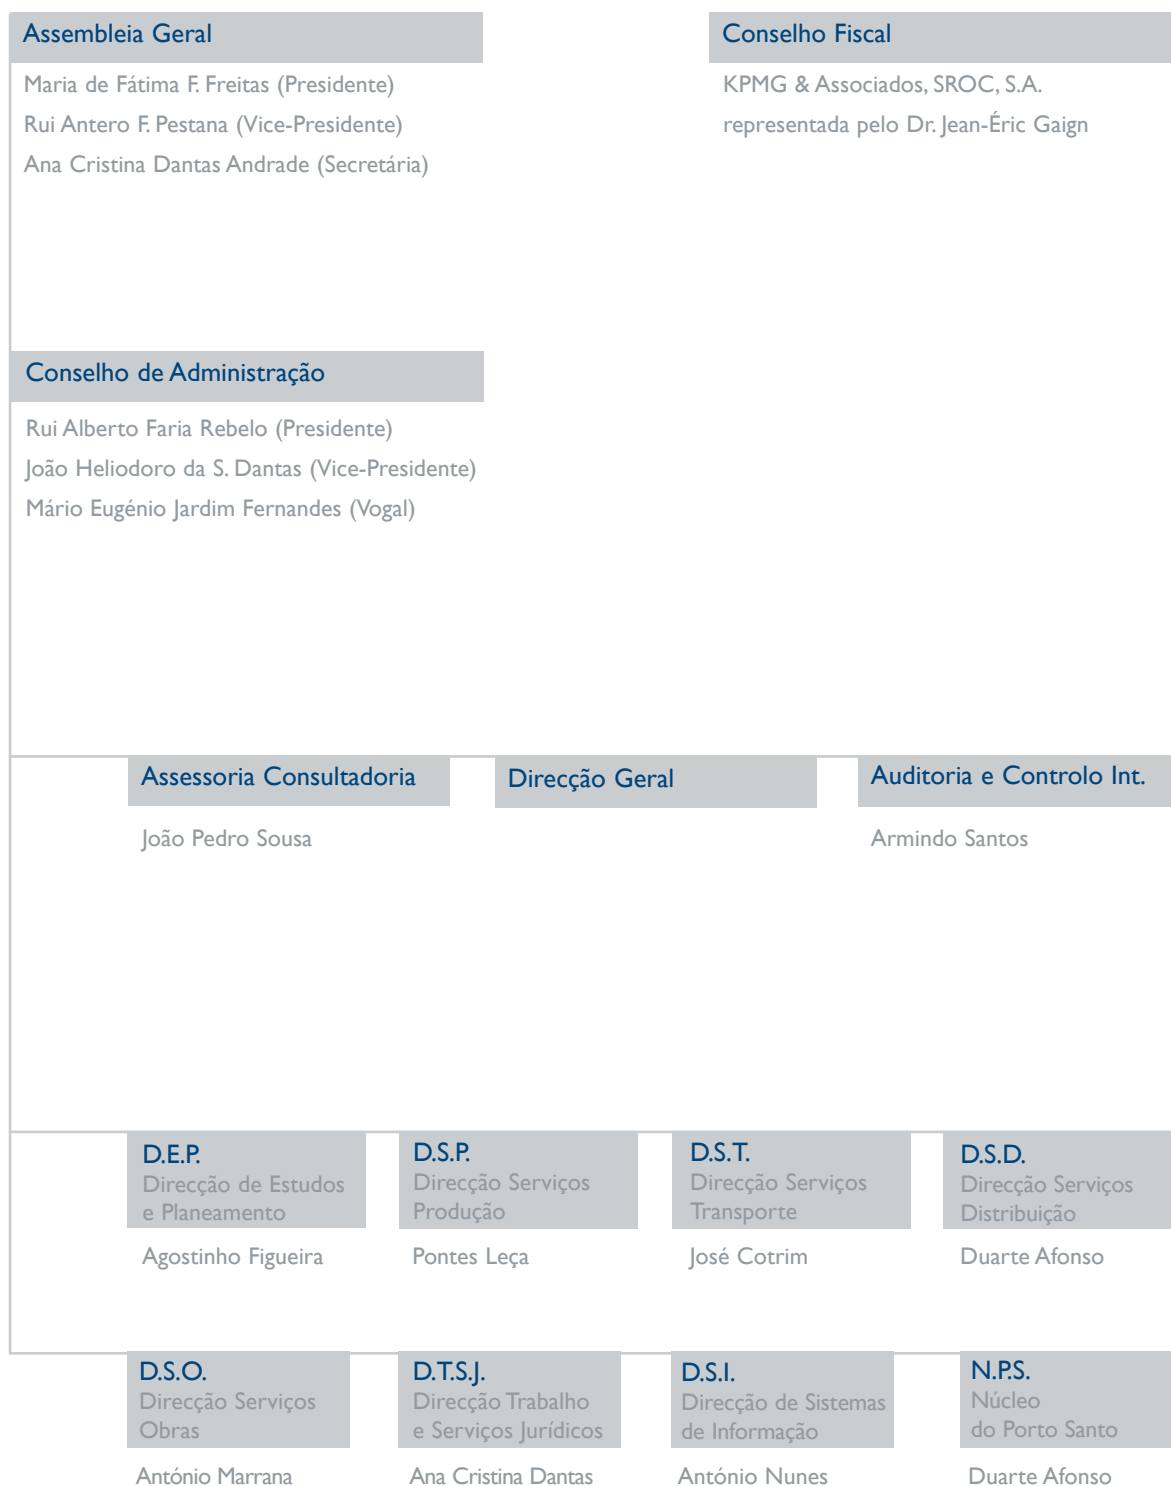 Assembleia Geral
Maria de Fátima F. Freitas (Presidente)
Rui Antero F. Pestana (Vice-Presidente)
Ana Cristina Dantas Andrade (Secretária)
Conselho Fiscal
KPMG & Associados, SROC, S.A.
representada pelo Dr. Jean-Éric Gaign
Conselho de Administração
Rui Alberto Faria Rebelo (Presidente)
João Heliodoro da S. Dantas (Vice-Presidente)
Mário Eugénio Jardim Fernandes (Vogal)
Assessoria Consultadoria
João Pedro Sousa
Direcção Geral
Auditoria e Controlo Int.
Armindo Santos
D.E.P.
Direcção de Estudos
e Planeamento
Agostinho Figueira
D.S.P.
Direcção Serviços
Produção
Pontes Leça
D.S.T.
Direcção Serviços
Transporte
José Cotrim
D.S.D.
Direcção Serviços
Distribuição
Duarte Afonso
D.S.O.
Direcção Serviços
Obras
António Marrana
D.T.S.J.
Direcção Trabalho
e Serviços Jurídicos
Ana Cristina Dantas
D.S.I.
Direcção de Sistemas
de Informação
António Nunes
N.P.S.
Núcleo
do Porto Santo
Duarte Afonso